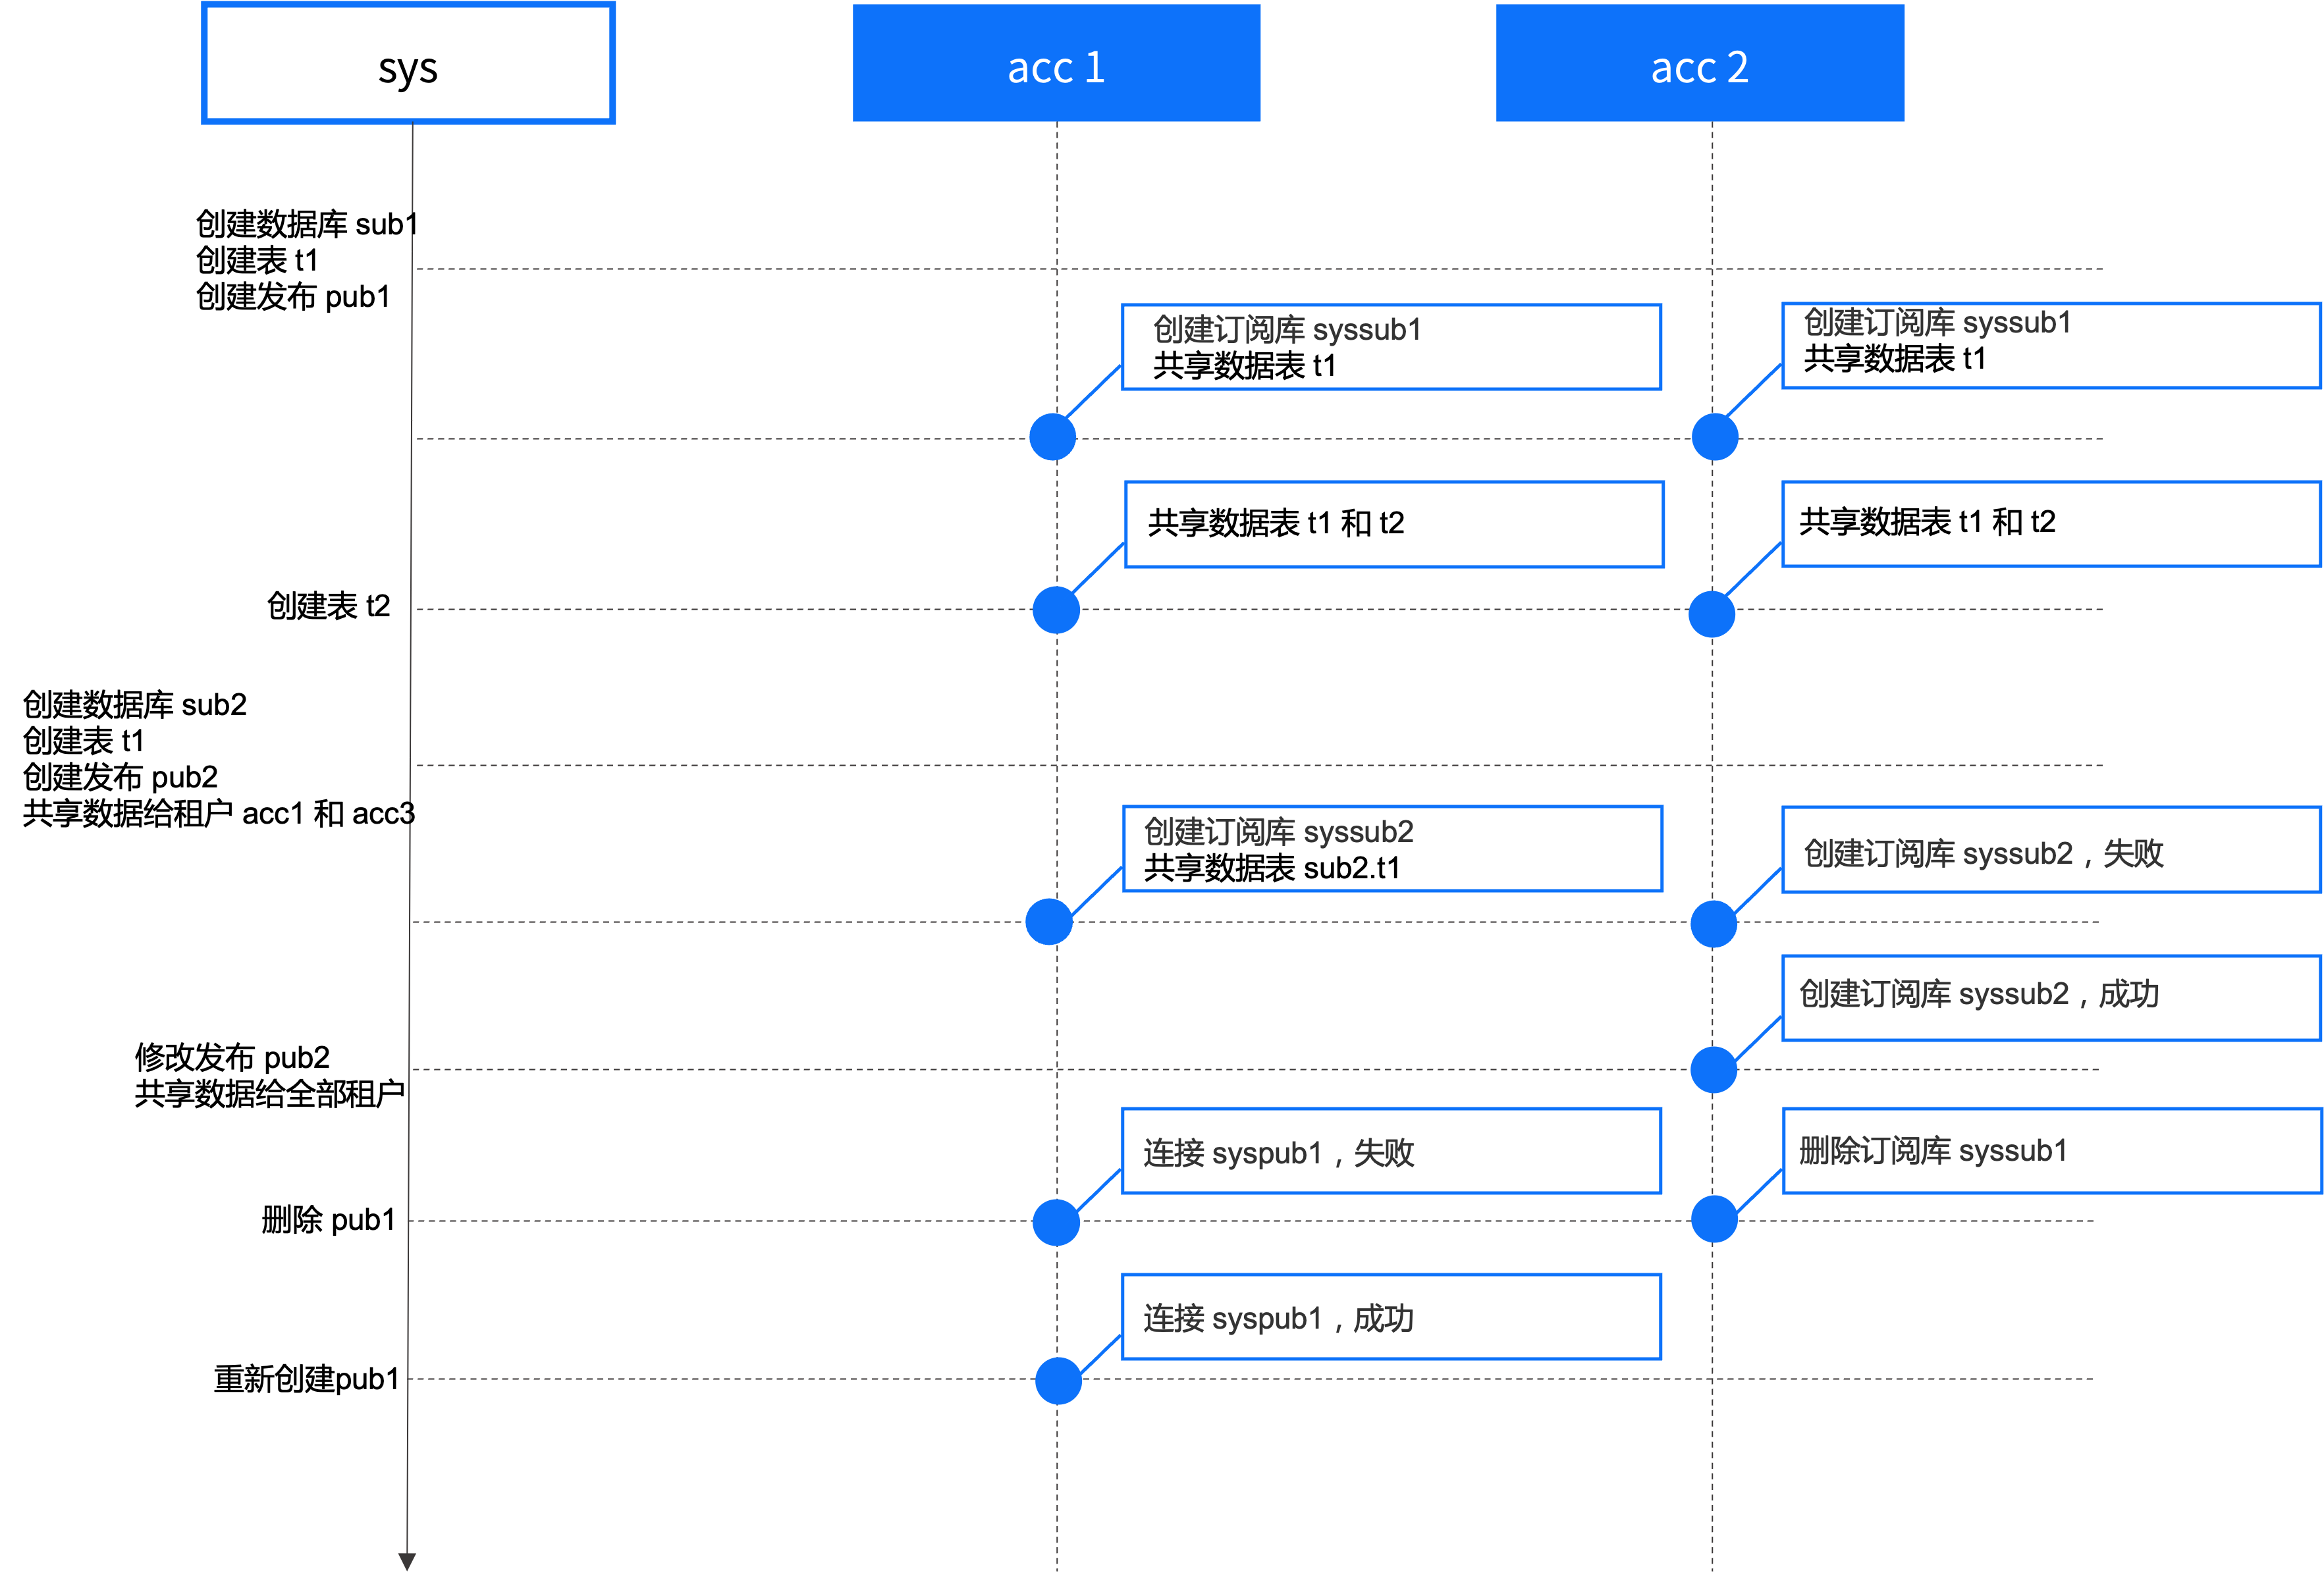 sys
acc 1
acc 2
创建数据库 sub1
创建表 t1
创建发布 pub1
创建订阅库 syssub1
共享数据表 t1
创建订阅库 syssub1
共享数据表 t1
共享数据表 t1 和 t2
共享数据表 t1 和 t2
创建表 t2
创建数据库 sub2
创建表 t1
创建发布 pub2
共享数据给租户 acc1 和 acc3
创建订阅库 syssub2
共享数据表 sub2.t1
创建订阅库 syssub2，失败
创建订阅库 syssub2，成功
修改发布 pub2
共享数据给全部租户
连接 syspub1，失败
删除订阅库 syssub1
删除 pub1
连接 syspub1，成功
重新创建pub1